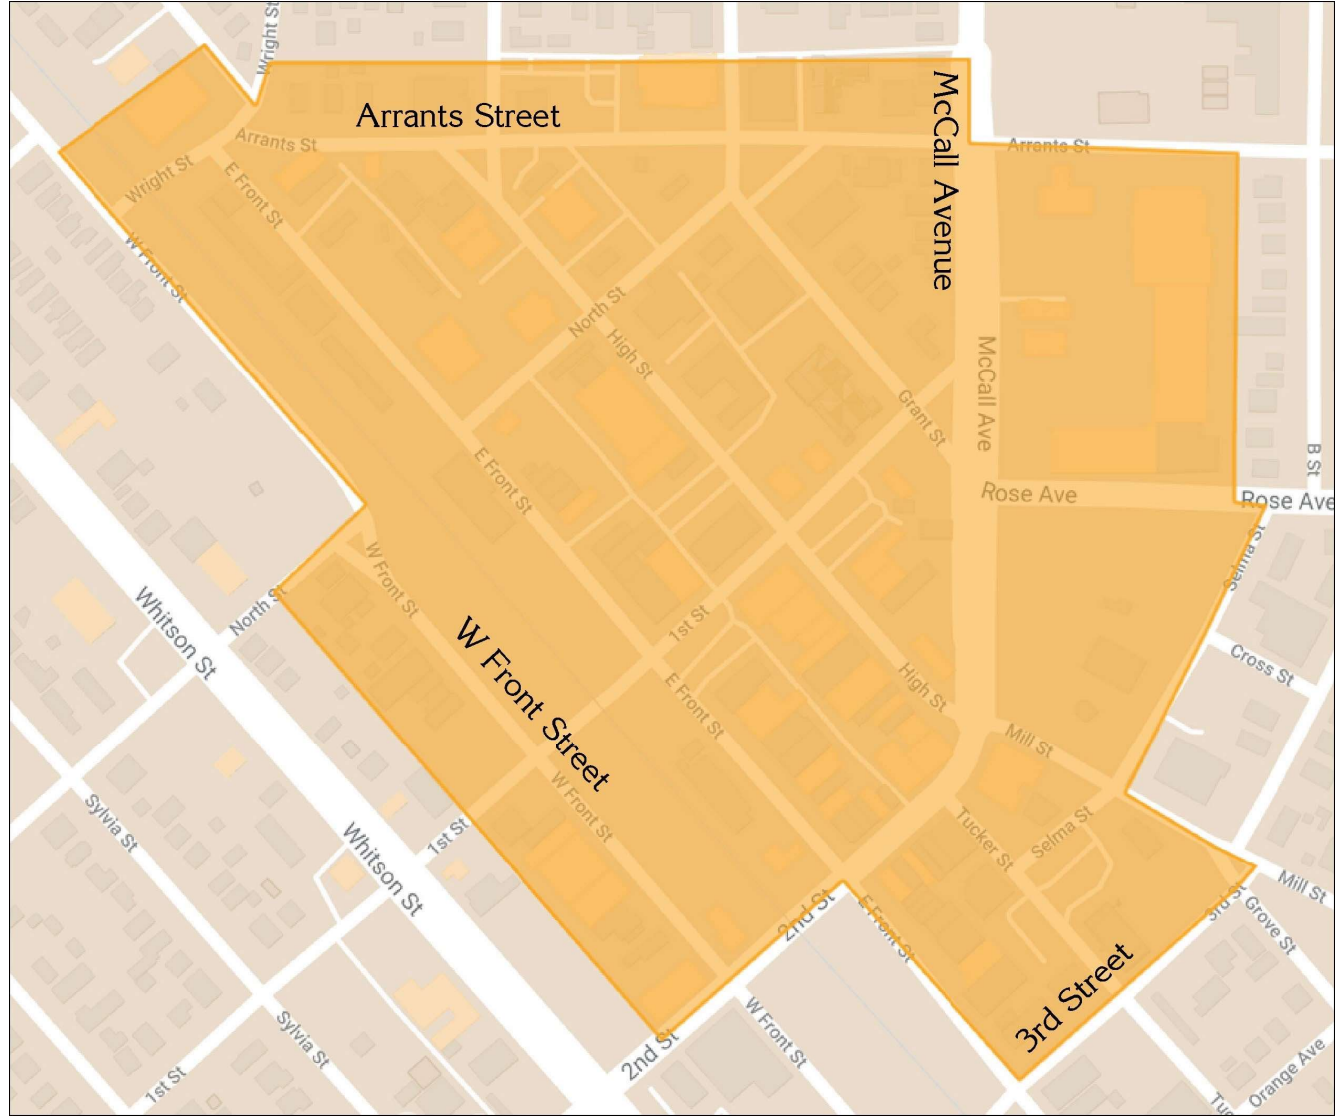 Wright St
Arrants Street
McCall Avenue
Arrants St
Arrants St
Wright St
E Front St
W Front St
North St
High St
McCall Ave
Grant St
B St
E Front St
Rose Ave
Rose Ave
Selma St
W Front St
North St
Whitson St
1st St
W Front Street
Cross St
E Front St
High St
Mill St
W Front St
Sylvia St
1st St
Whitson St
Tucker St
Selma St
Mill St
3rd St
Grove St
2nd St
E Front St
3rd Street
W Front St
Sylvia St
2nd St
1st St
Orange Ave
Tuc